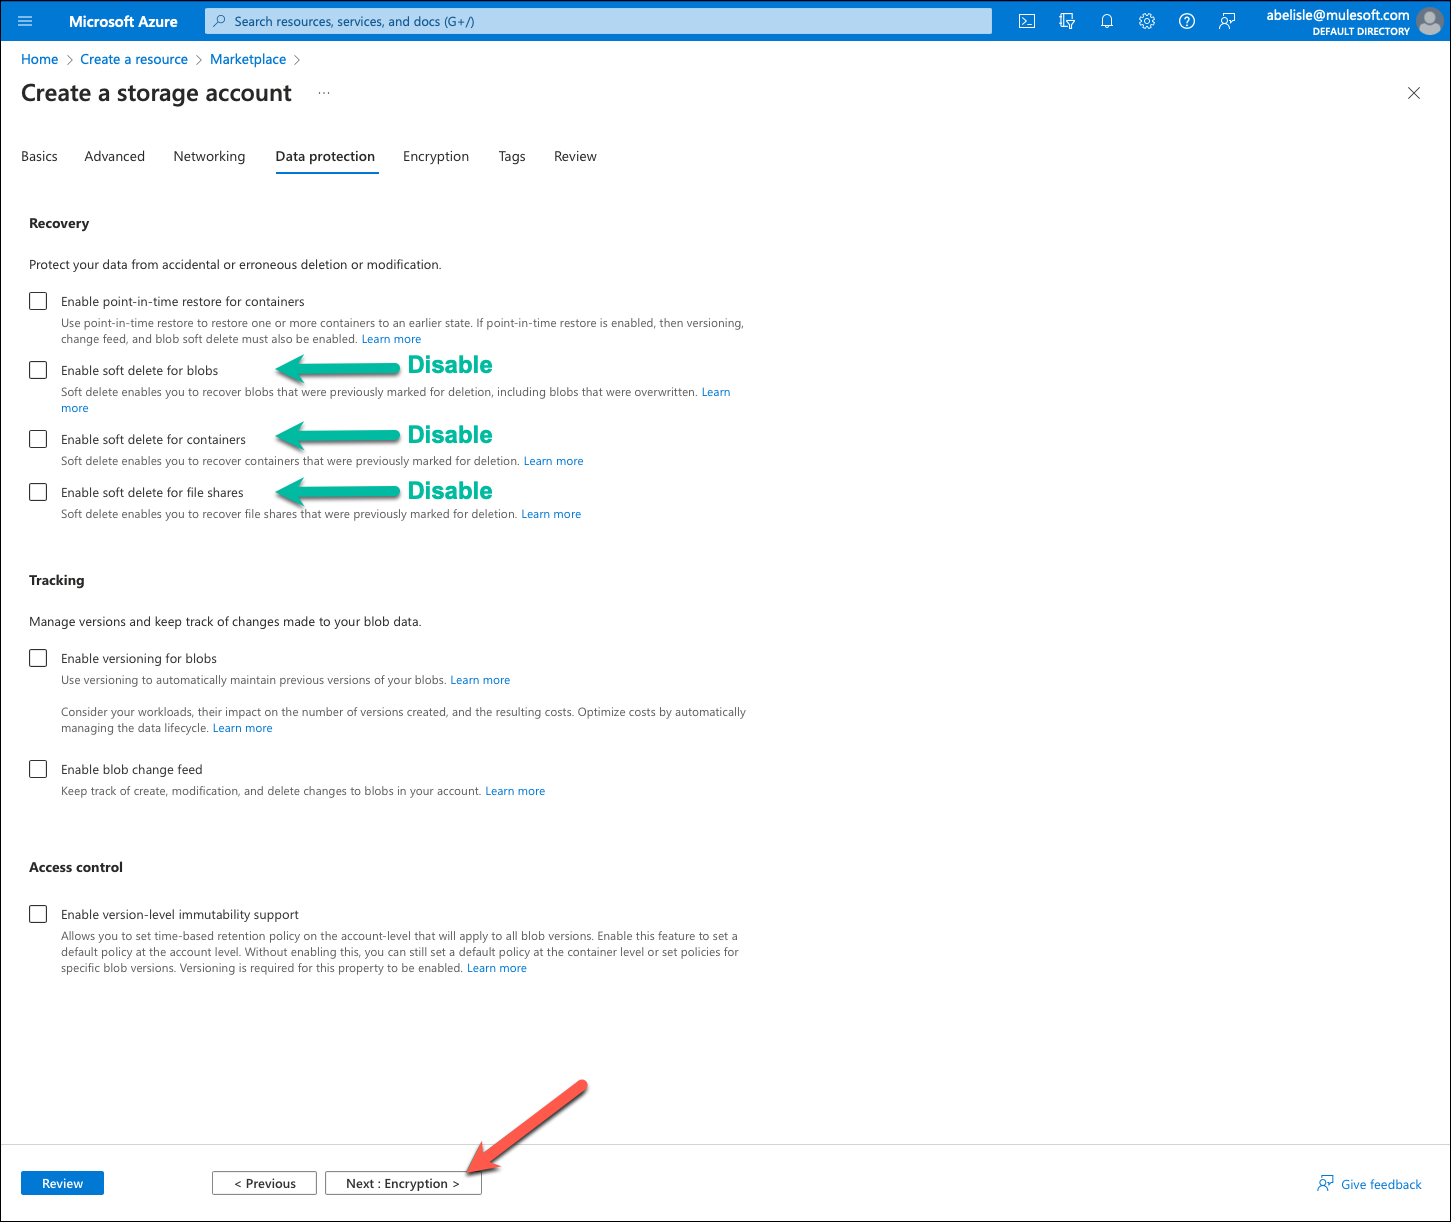 Microsoft Azure
Search resources, services, and docs (G+/)
abelisle@mulesoft.com
DEFAULT DIRECTORY
Home > Create a resource > Marketplace >
Create a storage account ...
Basics Advanced Networking Data protection Encryption Tags Review
Recovery
Protect your data from accidental or erroneous deletion or modification.
Enable point-in-time restore for containers
Use point-in-time restore to restore one or more containers to an earlier state. If point-in-time restore is enabled, then versioning,
change feed, and blob soft delete must also be enabled. Learn more
Enable soft delete for blobs Disable
Soft delete enables you to recover blobs that were previously marked for deletion, including blobs that were overwritten. Learn
more
Enable soft delete for containers Disable
Soft delete enables you to recover containers that were previously marked for deletion. Learn more
Enable soft delete for file shares Disable
Soft delete enables you to recover file shares that were previously marked for deletion. Learn more
Tracking
Manage versions and keep track of changes made to your blob data.
Enable versioning for blobs
Use versioning to automatically maintain previous versions of your blobs. Learn more
Consider your workloads, their impact on the number of versions created, and the resulting costs. Optimize costs by automatically
managing the data lifecycle. Learn more
Enable blob change feed
Keep track of create, modification, and delete changes to blobs in your account. Learn more
Access control
Enable version-level immutability support
Allows you to set time-based retention policy on the account-level that will apply to all blob versions. Enable this feature to set a
default policy at the account level. Without enabling this, you can still set a default policy at the container level or set policies for
specific blob versions. Versioning is required for this property to be enabled. Learn more
Review < Previous Next : Encryption > Give feedback